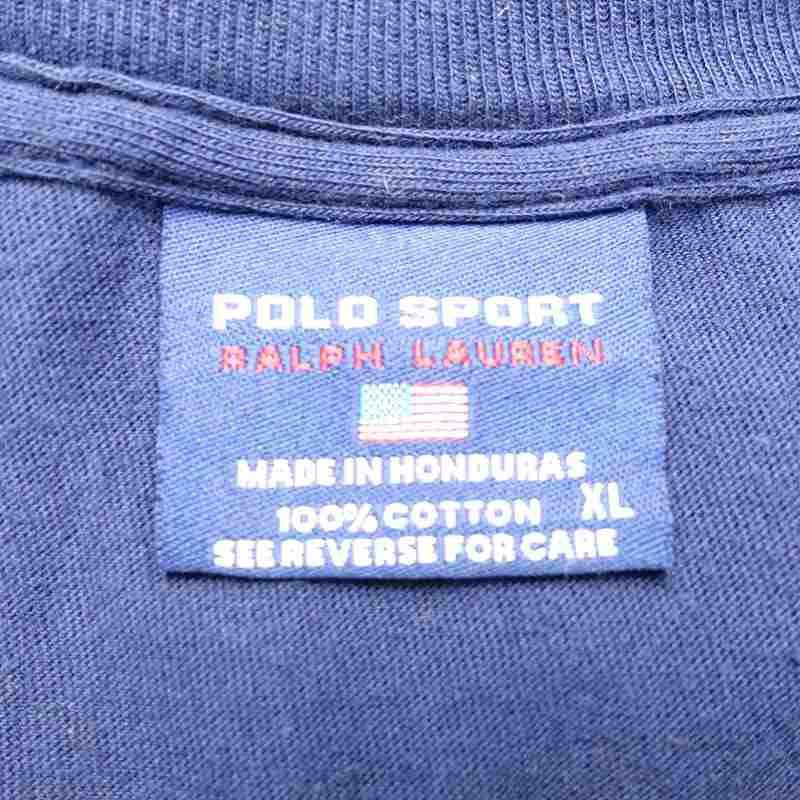 POLO SPORT
RALPH LAUREN
MADE IN HONDURAS
100% COTTON XL
SEE REVERSE FOR CARE